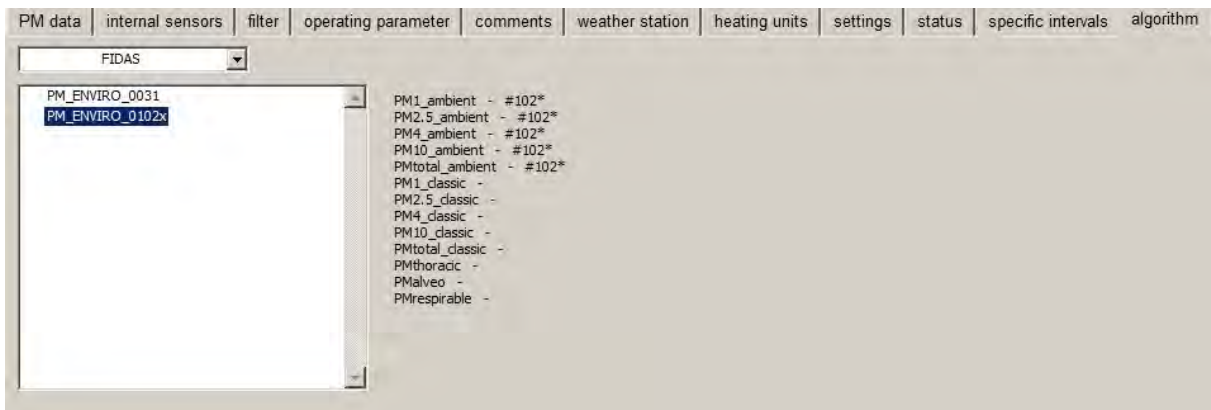 PM data internal sensors filter operating parameter comments weather station heating units settings status specific intervals algorithm
FIDAS
PM_ENVIRO_0031
PM_ENVIRO_0102x
PM1_ambient - #102*
PM2.5_ambient - #102*
PM4_ambient - #102*
PM10_ambient - #102*
PMtotal_ambient - #102*
PM1_classic -
PM2.5_classic -
PM4_classic -
PM10_classic -
PMtotal_classic -
PMthoracic -
PMalveo -
PMrespirable -